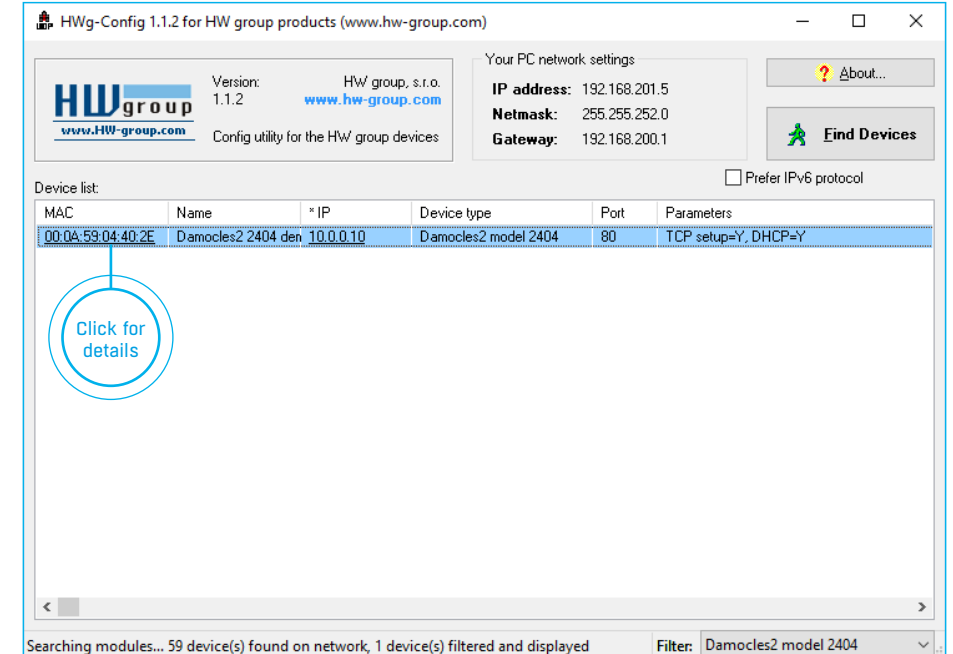 HWg-Config 1.1.2 for HW group products (www.hw-group.com)
HW group
www.HW-group.com
Version: HW group, s.r.o.
1.1.2 www.hw-group.com
Config utility for the HW group devices
Your PC network settings
IP address: 192.168.201.5
Netmask: 255.255.252.0
Gateway: 192.168.200.1
? About...
Find Devices
Prefer IPv6 protocol
Device list:
MAC Name * IP Device type Port Parameters
00:0A:59:04:40:2E Damocles2 2404 den 10.0.0.10 Damocles2 model 2404 80 TCP setup=Y, DHCP=Y
Click for
details
Searching modules... 59 device(s) found on network, 1 device(s) filtered and displayed Filter: Damocles2 model 2404